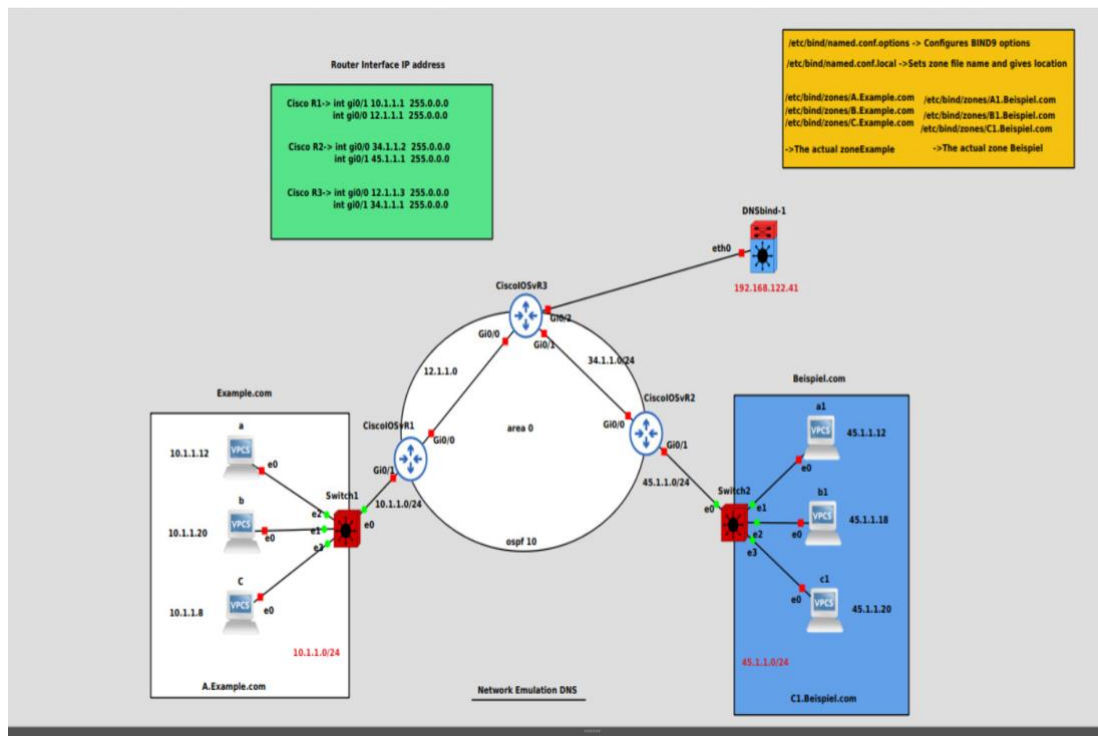 Router Interface IP address
Cisco R1-> int gi0/1 10.1.1.1 255.0.0.0
int gi0/0 12.1.1.1 255.0.0.0
Cisco R2-> int gi0/0 34.1.1.2 255.0.0.0
int gi0/1 45.1.1.1 255.0.0.0
Cisco R3-> int gi0/0 12.1.1.3 255.0.0.0
int gi0/1 34.1.1.1 255.0.0.0
/etc/bind/named.conf.options -> Configures BIND9 options
/etc/bind/named.conf.local ->Sets zone file name and gives location
/etc/bind/zones/A.Example.com
/etc/bind/zones/B.Example.com
/etc/bind/zones/C.Example.com
->The actual zoneExample
/etc/bind/zones/A1.Beispiel.com
/etc/bind/zones/B1.Beispiel.com
/etc/bind/zones/C1.Beispiel.com
->The actual zone Beispiel
DNSbind-1
eth0
192.168.122.41
CiscoIOSvR3
Gi0/2
Gi0/0
Gi0/1
12.1.1.0
34.1.1.0/24
CiscoIOSvR1
Gi0/0
Gi0/1
10.1.1.0/24
area 0
ospf 10
CiscoIOSvR2
Gi0/0
Gi0/1
45.1.1.0/24
Example.com
a
VPCS
10.1.1.12
e0
b
VPCS
10.1.1.20
e0
C
VPCS
10.1.1.8
e0
Switch1
e2
e1
e3
e0
10.1.1.0/24
A.Example.com
Network Emulation DNS
Beispiel.com
a1
VPCS
45.1.1.12
e0
Switch2
e0
e1
e2
e3
b1
VPCS
45.1.1.18
e0
c1
VPCS
45.1.1.20
e0
45.1.1.0/24
C1.Beispiel.com